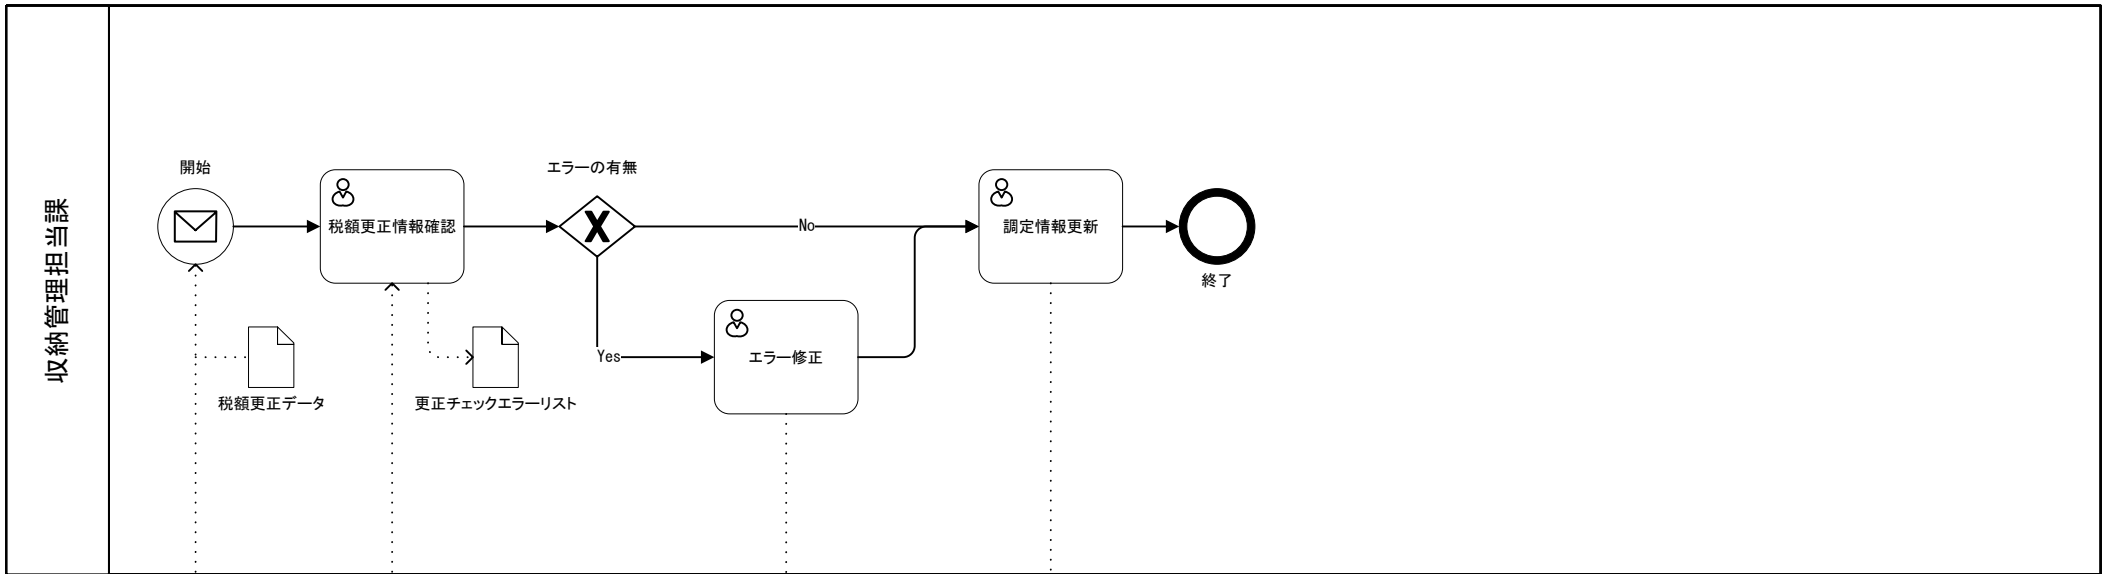 収納管理担当課
開始
エラーの有無
税額更正情報確認
No
調定情報更新
終了
Yes
エラー修正
税額更正データ
更正チェックエラーリスト